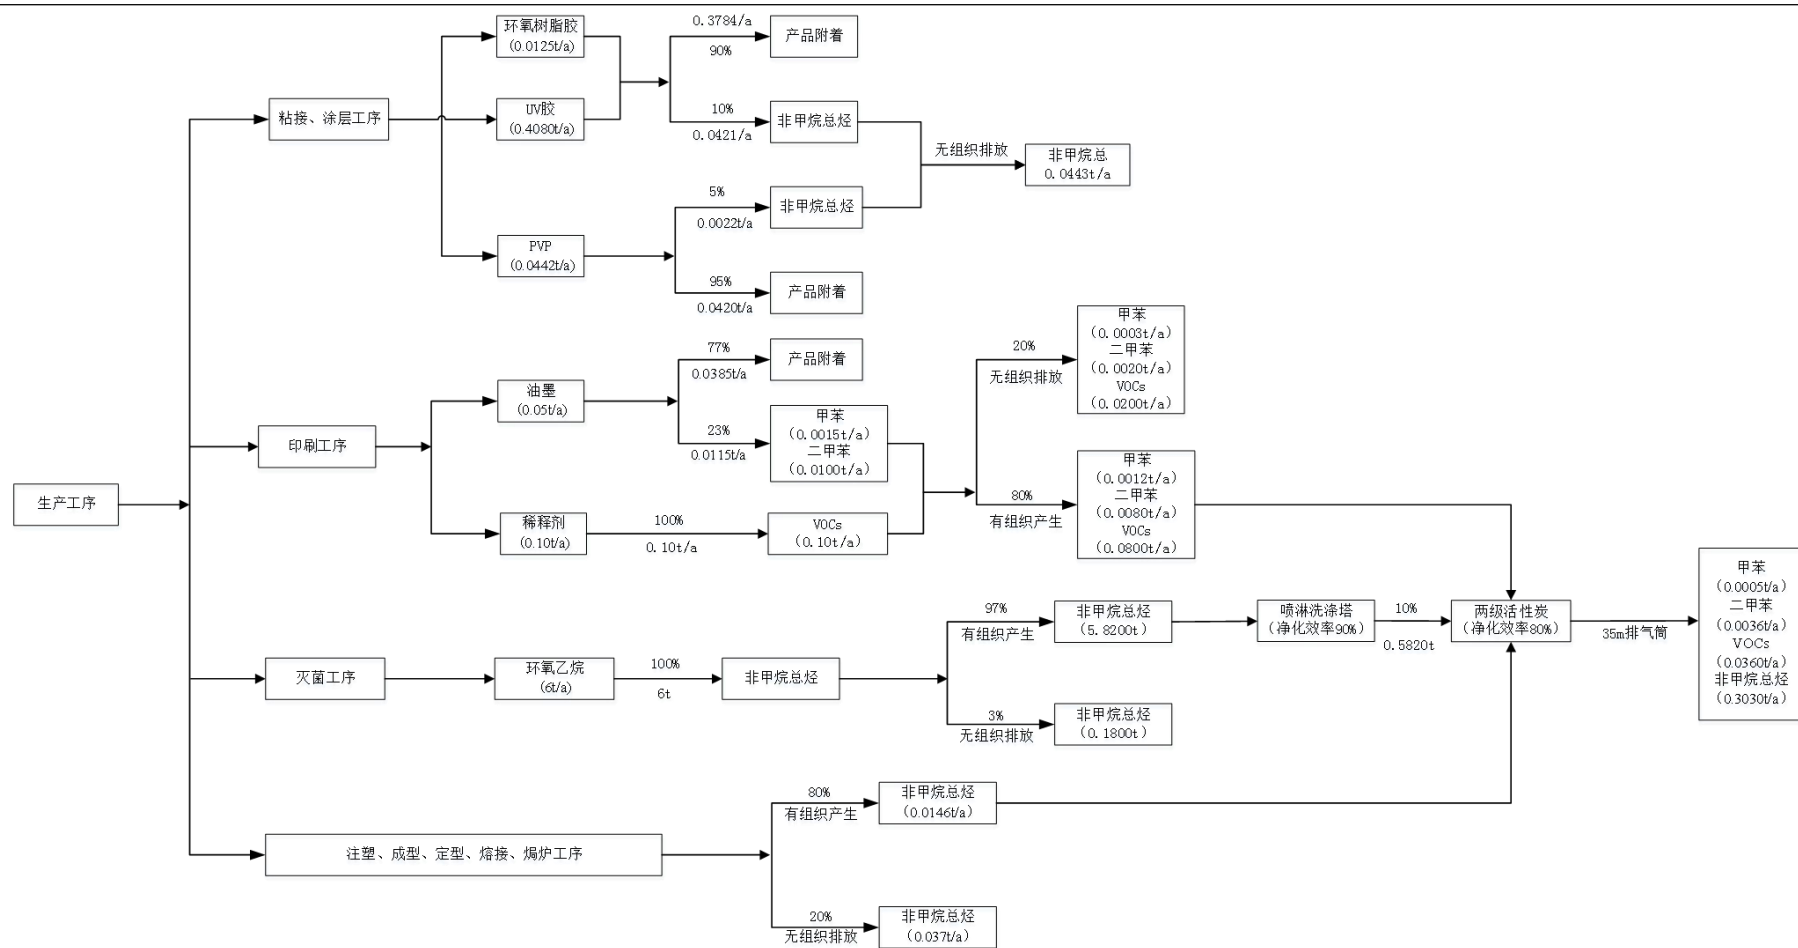 环氧树脂胶
(0.0125t/a)
0.3784/a
90%
产品附着
粘接、涂层工序
UV胶
(0.4080t/a)
10%
0.0421/a
非甲烷总烃
无组织排放
非甲烷总
0.0443t/a
5%
0.0022t/a
非甲烷总烃
PVP
(0.0442t/a)
95%
0.0420t/a
产品附着
77%
0.0385t/a
产品附着
油墨
(0.05t/a)
23%
0.0115t/a
甲苯
(0.0015t/a)
二甲苯
(0.0100t/a)
20%
无组织排放
甲苯
(0.0003t/a)
二甲苯
(0.0020t/a)
VOCs
(0.0200t/a)
印刷工序
80%
有组织产生
甲苯
(0.0012t/a)
二甲苯
(0.0080t/a)
VOCs
(0.0800t/a)
生产工序
稀释剂
(0.10t/a)
100%
0.10t/a
VOCs
(0.10t/a)
97%
有组织产生
非甲烷总烃
(5.8200t)
喷淋洗涤塔
(净化效率90%)
10%
0.5820t
两级活性炭
(净化效率80%)
35m排气筒
甲苯
(0.0005t/a)
二甲苯
(0.0036t/a)
VOCs
(0.0360t/a)
非甲烷总烃
(0.3030t/a)
灭菌工序
环氧乙烷
(6t/a)
100%
6t
非甲烷总烃
3%
无组织排放
非甲烷总烃
(0.1800t)
80%
有组织产生
非甲烷总烃
(0.0146t/a)
注塑、成型、定型、熔接、焗炉工序
20%
无组织排放
非甲烷总烃
(0.037t/a)